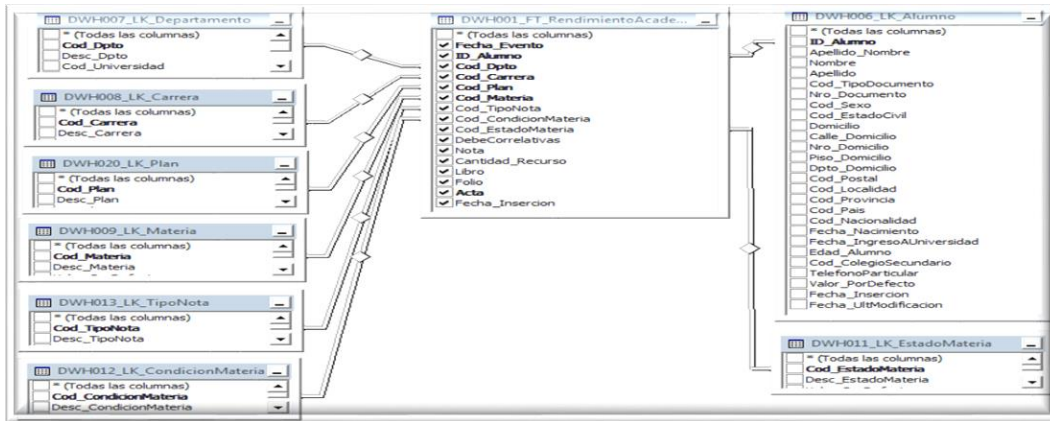 DWH007_LK_Departamento
* (Todas las columnas)
Cod_Dpto
Desc_Dpto
Cod_Universidad
DWH008_LK_Carrera
* (Todas las columnas)
Cod_Carrera
Desc_Carrera
DWH020_LK_Plan
* (Todas las columnas)
Cod_Plan
Desc_Plan
DWH009_LK_Materia
* (Todas las columnas)
Cod_Materia
Desc_Materia
DWH013_LK_TipoNota
* (Todas las columnas)
Cod_TipoNota
Desc_TipoNota
DWH012_LK_CondicionMateria
* (Todas las columnas)
Cod_CondicionMateria
Desc_CondicionMateria
DWH001_FT_RendimientoAcade...
* (Todas las columnas)
Fecha_Evento
ID_Alumno
Cod_Dpto
Cod_Carrera
Cod_Plan
Cod_Materia
Cod_TipoNota
Cod_CondicionMateria
Cod_EstadoMateria
DebeCorrelativas
Nota
Cantidad_Recurso
Libro
Folio
Acta
Fecha_Insercion
DWH006_LK_Alumno
* (Todas las columnas)
ID_Alumno
Apellido_Nombre
Nombre
Apellido
Cod_TipoDocumento
Nro_Documento
Cod_Sexo
Cod_EstadoCivil
Domicilio
Calle_Domicilio
Nro_Domicilio
Piso_Domicilio
Dpto_Domicilio
Cod_Postal
Cod_Localidad
Cod_Provincia
Cod_Pais
Cod_Nacionalidad
Fecha_Nacimiento
Fecha_IngresoAUniversidad
Edad_Alumno
Cod_ColegioSecundario
TelefonoParticular
Valor_PorDefecto
Fecha_Insercion
Fecha_UltModificacion
DWH011_LK_EstadoMateria
* (Todas las columnas)
Cod_EstadoMateria
Desc_EstadoMateria